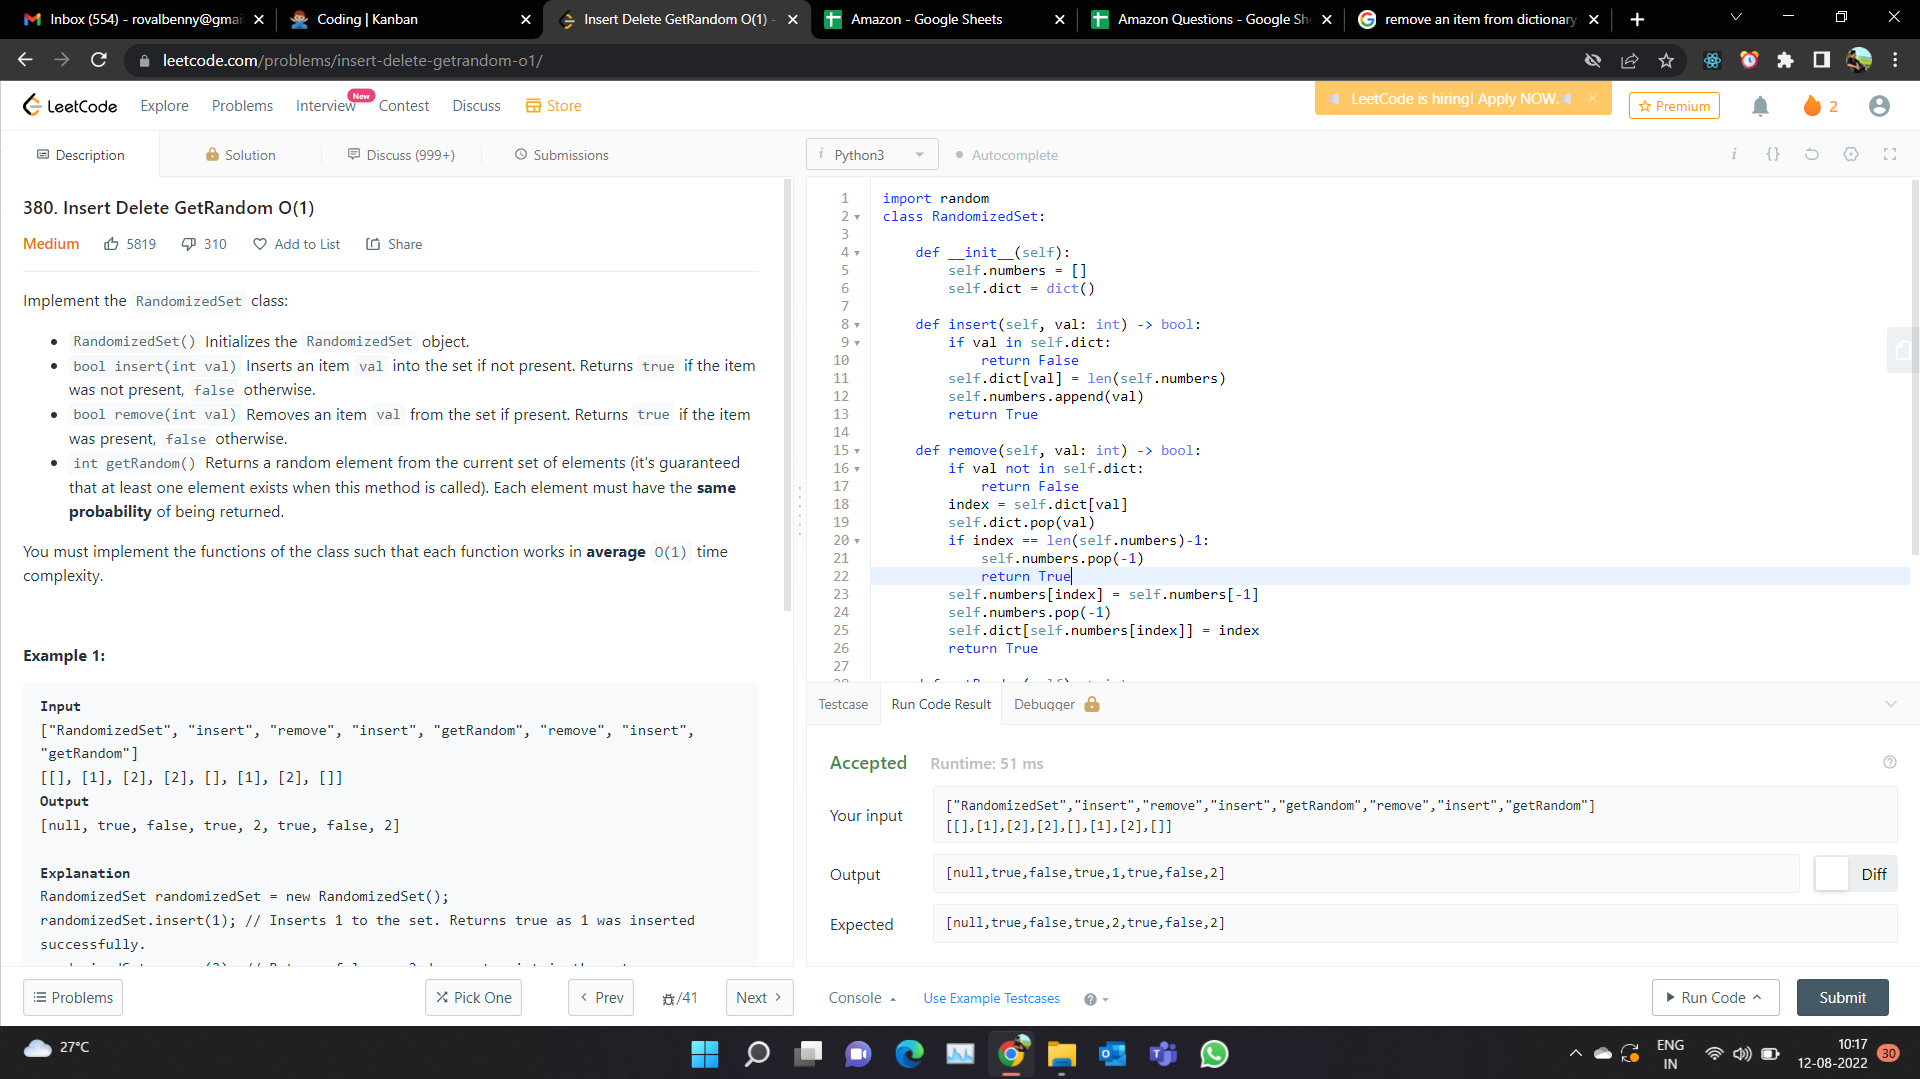 Inbox (554) - rovalbenny@gmai
Coding | Kanban
Insert Delete GetRandom O(1) -
Amazon - Google Sheets
Amazon Questions - Google She
remove an item from dictionary
leetcode.com/problems/insert-delete-getrandom-o1/
LeetCode
Explore
Problems
Interview
New
Contest
Discuss
Store
LeetCode is hiring! Apply NOW.
Premium
2
Description
Solution
Discuss (999+)
Submissions
i Python3
Autocomplete
380. Insert Delete GetRandom O(1)
Medium
5819
310
Add to List
Share
Implement the RandomizedSet class:
RandomizedSet() Initializes the RandomizedSet object.
bool insert(int val) Inserts an item val into the set if not present. Returns true if the item
was not present, false otherwise.
bool remove(int val) Removes an item val from the set if present. Returns true if the item
was present, false otherwise.
int getRandom() Returns a random element from the current set of elements (it's guaranteed
that at least one element exists when this method is called). Each element must have the same
probability of being returned.
You must implement the functions of the class such that each function works in average O(1) time
complexity.
Example 1:
Input
["RandomizedSet", "insert", "remove", "insert", "getRandom", "remove", "insert",
"getRandom"]
[[], [1], [2], [2], [], [1], [2], []]
Output
[null, true, false, true, 2, true, false, 2]
Explanation
RandomizedSet randomizedSet = new RandomizedSet();
randomizedSet.insert(1); // Inserts 1 to the set. Returns true as 1 was inserted
successfully.
1 import random
2 class RandomizedSet:
3
4 def __init__(self):
5 self.numbers = []
6 self.dict = dict()
7
8 def insert(self, val: int) -> bool:
9 if val in self.dict:
10 return False
11 self.dict[val] = len(self.numbers)
12 self.numbers.append(val)
13 return True
14
15 def remove(self, val: int) -> bool:
16 if val not in self.dict:
17 return False
18 index = self.dict[val]
19 self.dict.pop(val)
20 if index == len(self.numbers)-1:
21 self.numbers.pop(-1)
22 return True
23 self.numbers[index] = self.numbers[-1]
24 self.numbers.pop(-1)
25 self.dict[self.numbers[index]] = index
26 return True
27
Testcase
Run Code Result
Debugger
Accepted
Runtime: 51 ms
Your input
["RandomizedSet","insert","remove","insert","getRandom","remove","insert","getRandom"]
[[],[1],[2],[2],[],[1],[2],[]]
Output
[null,true,false,true,1,true,false,2]
Diff
Expected
[null,true,false,true,2,true,false,2]
Problems
Pick One
Prev
/41
Next
Console
Use Example Testcases
Run Code
Submit
27°C
ENG
IN
10:17
12-08-2022
30